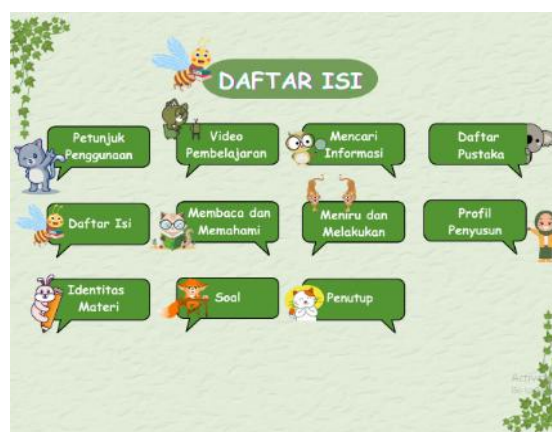 DAFTAR ISI
Petunjuk
Penggunaan
Video
Pembelajaran
Mencari
Informasi
Daftar
Pustaka
Daftar Isi
Membaca dan
Memahami
Meniru dan
Melakukan
Profil
Penyusun
Identitas
Materi
Soal
Penutup